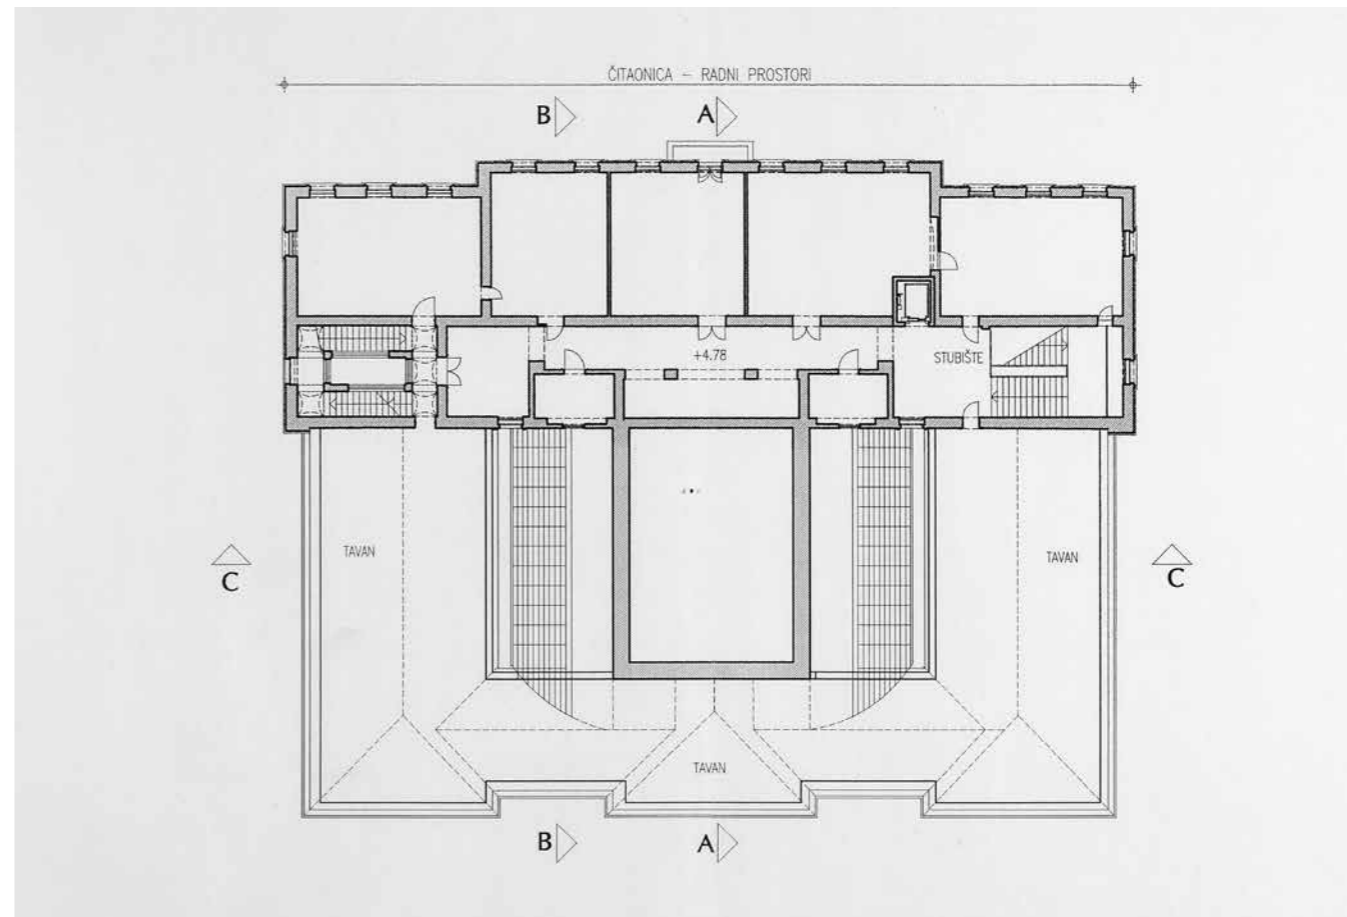 ČITAONICA – RADNI PROSTORI
B A
+4.78
STUBIŠTE
TAVAN TAVAN
C C
TAVAN
B A